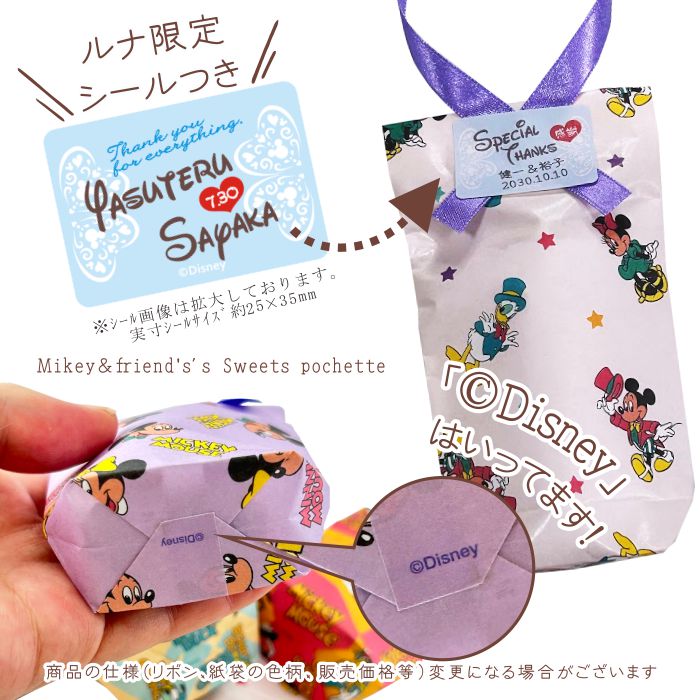 ルナ限定
シールつき
Thank you
for everything.
YASUTERU
7.30
SAYAKA
©Disney
※ｼｰﾙ画像は拡大しております。
実寸ｼｰﾙｻｲｽﾞ約25×35mm
Mikey&friend's's Sweets pochette
SPECIAL
THANKS
感謝
健一&裕子
2030.10.10
「©Disney」
はいってます!
MICKEY
MOUSE
©Disney
©Disney
Mickey
Mouse
商品の仕様(リボン、紙袋の色柄、販売価格等)変更になる場合がございます